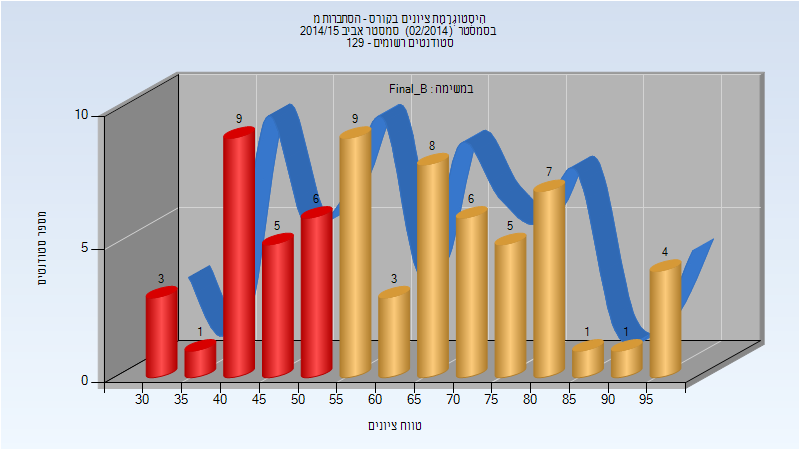 היסטוגרמת ציונים בקורס - הסתברות מ
בסמסטר (02/2014) סמסטר אביב 2014/15
סטודנטים רשומים - 129
במשימה : Final_B
מספר סטודנטים
10
5
0
3
1
9
5
6
9
3
8
6
5
7
1
1
4
30 35 40 45 50 55 60 65 70 75 80 85 90 95
טווח ציונים